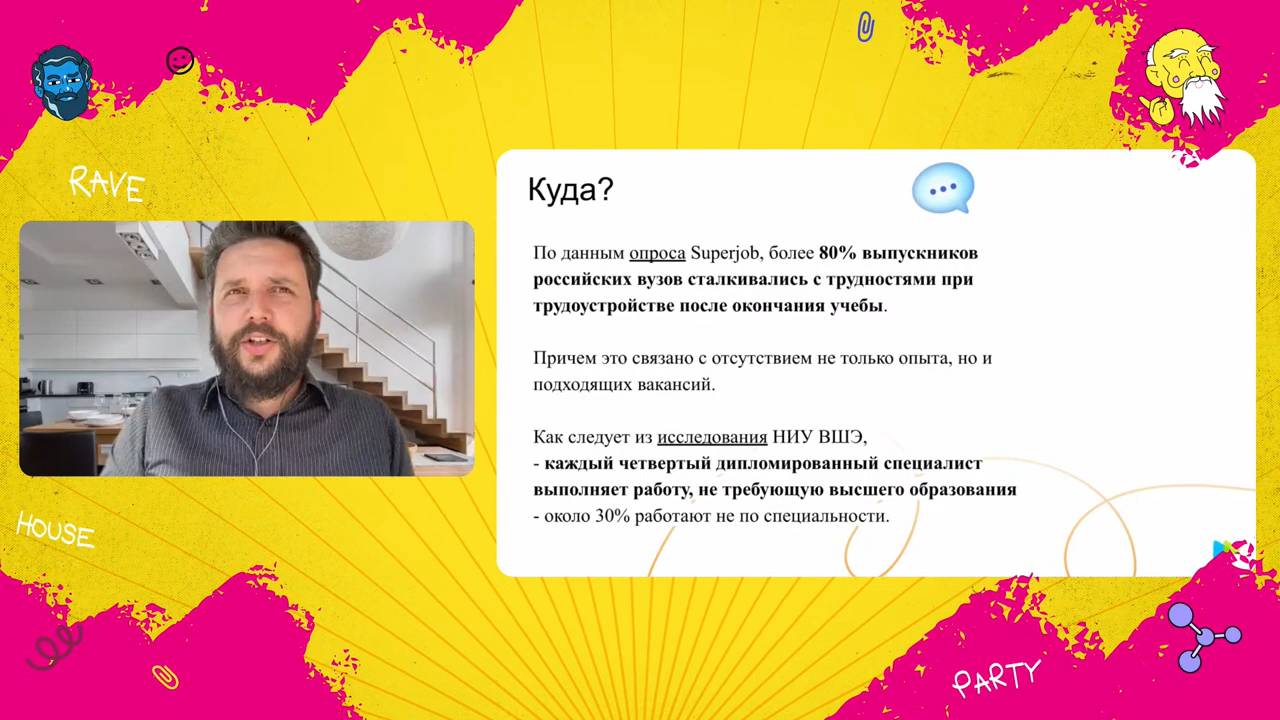 RAVE
Куда?
По данным опроса Superjob, более 80% выпускников
российских вузов сталкивались с трудностями при
трудоустройстве после окончания учебы.
Причем это связано с отсутствием не только опыта, но и
подходящих вакансий.
Как следует из исследования НИУ ВШЭ,
- каждый четвертый дипломированный специалист
выполняет работу, не требующую высшего образования
- около 30% работают не по специальности.
HOUSE
PARTY